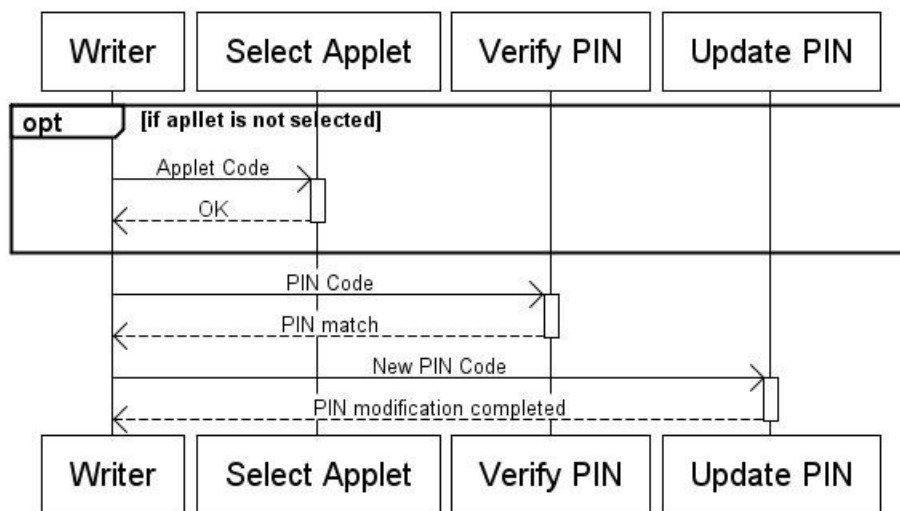 Writer Select Applet Verify PIN Update PIN
opt [if apllet is not selected]
Applet Code
OK
PIN Code
PIN match
New PIN Code
PIN modification completed
Writer Select Applet Verify PIN Update PIN